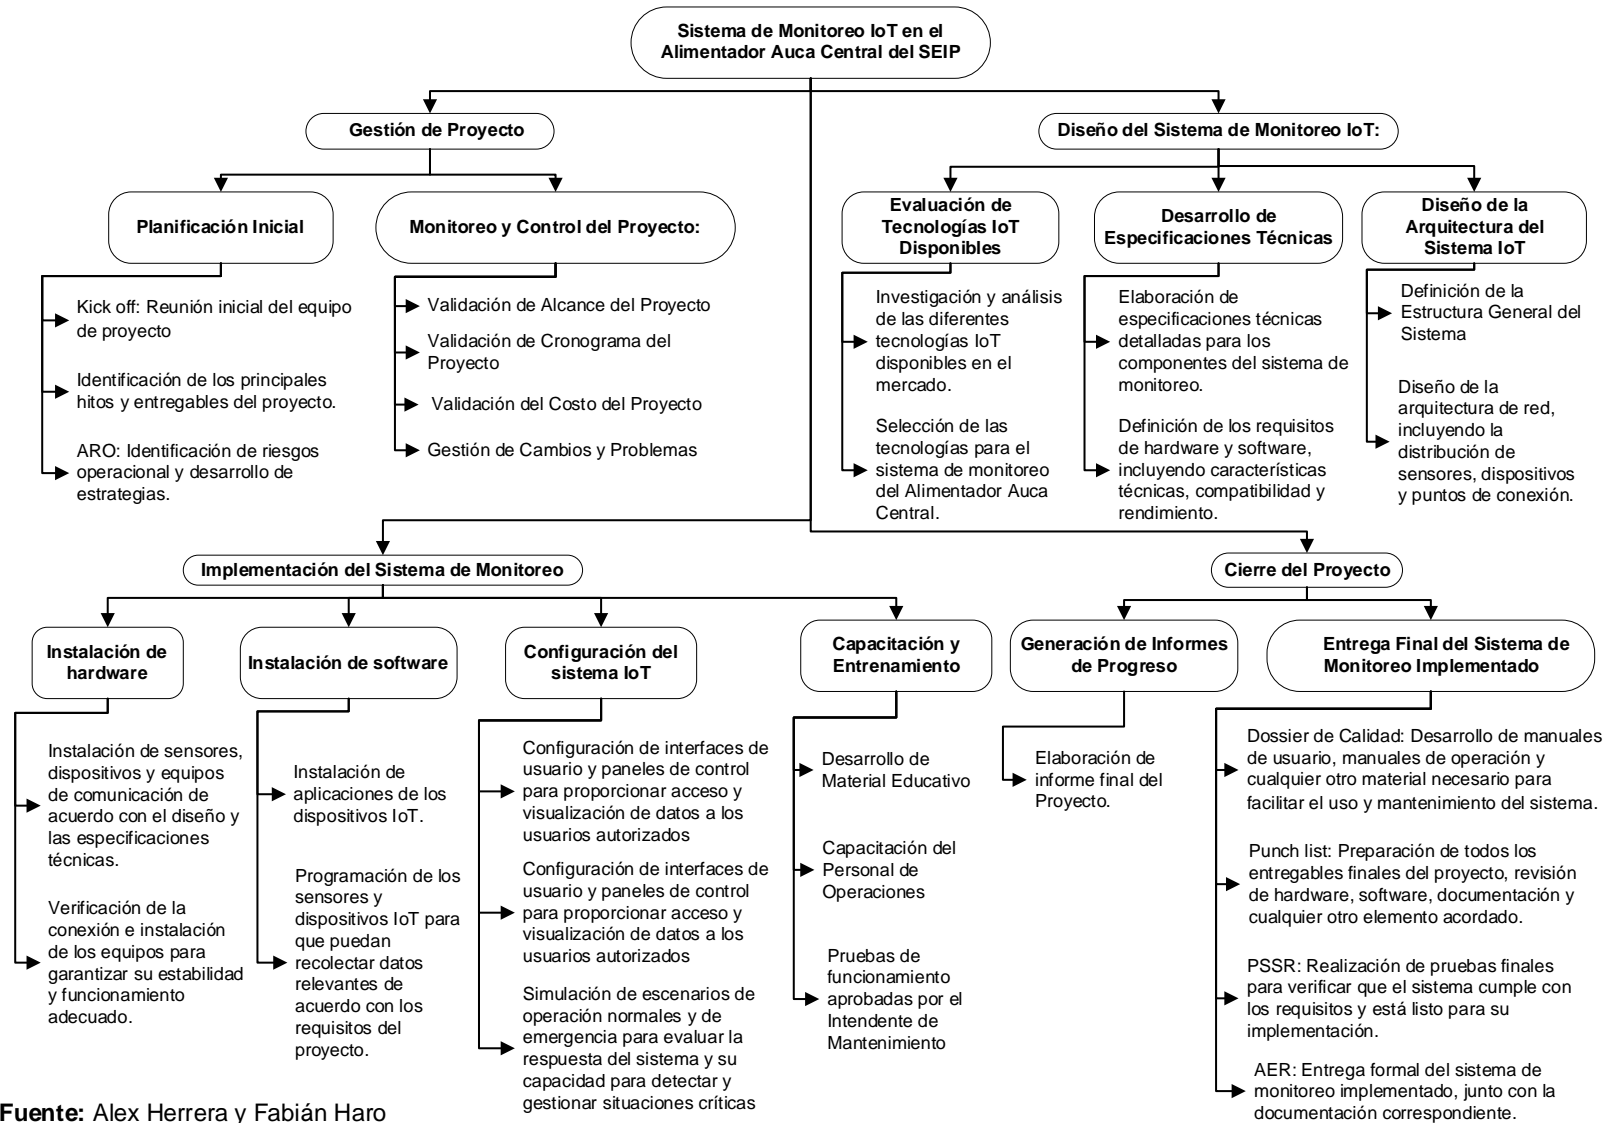 Sistema de Monitoreo IoT en el
Alimentador Auca Central del SEIP
Gestión de Proyecto
Diseño del Sistema de Monitoreo IoT:
Planificación Inicial
Monitoreo y Control del Proyecto:
Evaluación de
Tecnologías IoT
Disponibles
Desarrollo de
Especificaciones Técnicas
Diseño de la
Arquitectura del
Sistema IoT
Kick off: Reunión inicial del equipo
de proyecto
Identificación de los principales
hitos y entregables del proyecto.
ARO: Identificación de riesgos
operacional y desarrollo de
estrategias.
Validación de Alcance del Proyecto
Validación de Cronograma del
Proyecto
Validación del Costo del Proyecto
Gestión de Cambios y Problemas
Investigación y análisis
de las diferentes
tecnologías IoT
disponibles en el
mercado.
Selección de las
tecnologías para el
sistema de monitoreo
del Alimentador Auca
Central.
Elaboración de
especificaciones técnicas
detalladas para los
componentes del sistema de
monitoreo.
Definición de los requisitos
de hardware y software,
incluyendo características
técnicas, compatibilidad y
rendimiento.
Definición de la
Estructura General del
Sistema
Diseño de la
arquitectura de red,
incluyendo la
distribución de
sensores, dispositivos
y puntos de conexión.
Implementación del Sistema de Monitoreo
Cierre del Proyecto
Instalación de
hardware
Instalación de software
Configuración del
sistema IoT
Capacitación y
Entrenamiento
Generación de Informes
de Progreso
Entrega Final del Sistema de
Monitoreo Implementado
Instalación de sensores,
dispositivos y equipos
de comunicación de
acuerdo con el diseño y
las especificaciones
técnicas.
Verificación de la
conexión e instalación
de los equipos para
garantizar su estabilidad
y funcionamiento
adecuado.
Instalación de
aplicaciones de los
dispositivos IoT.
Programación de los
sensores y
dispositivos IoT para
que puedan
recolectar datos
relevantes de
acuerdo con los
requisitos del
proyecto.
Configuración de interfaces de
usuario y paneles de control
para proporcionar acceso y
visualización de datos a los
usuarios autorizados
Configuración de interfaces de
usuario y paneles de control
para proporcionar acceso y
visualización de datos a los
usuarios autorizados
Simulación de escenarios de
operación normales y de
emergencia para evaluar la
respuesta del sistema y su
capacidad para detectar y
gestionar situaciones críticas
Desarrollo de
Material Educativo
Capacitación del
Personal de
Operaciones
Pruebas de
funcionamiento
aprobadas por el
Intendente de
Mantenimiento
Elaboración de
informe final del
Proyecto.
Dossier de Calidad: Desarrollo de manuales
de usuario, manuales de operación y
cualquier otro material necesario para
facilitar el uso y mantenimiento del sistema.
Punch list: Preparación de todos los
entregables finales del proyecto, revisión
de hardware, software, documentación y
cualquier otro elemento acordado.
PSSR: Realización de pruebas finales
para verificar que el sistema cumple con
los requisitos y está listo para su
implementación.
AER: Entrega formal del sistema de
monitoreo implementado, junto con la
documentación correspondiente.
Fuente: Alex Herrera y Fabián Haro